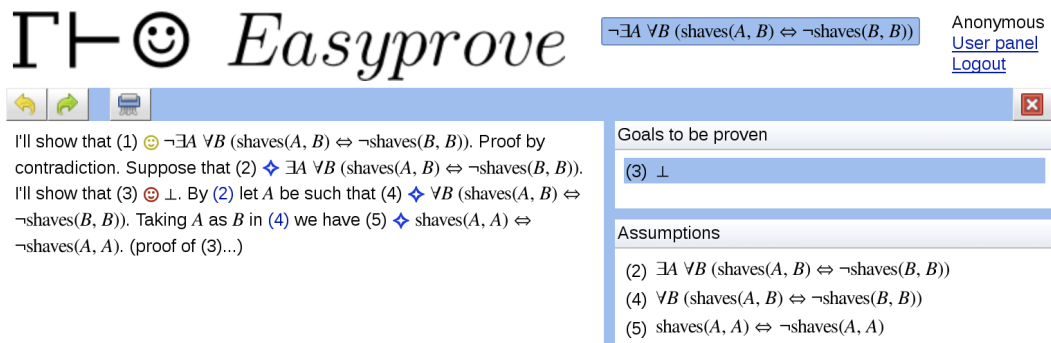 Γ⊢☺ Easyprove
¬∃A ∀B (shaves(A, B) ⇔ ¬shaves(B, B))
Anonymous
User panel
Logout
I'll show that (1) ☺ ¬∃A ∀B (shaves(A, B) ⇔ ¬shaves(B, B)). Proof by
contradiction. Suppose that (2) ✧ ∃A ∀B (shaves(A, B) ⇔ ¬shaves(B, B)).
I'll show that (3) ☺ ⊥. By (2) let A be such that (4) ✧ ∀B (shaves(A, B) ⇔
¬shaves(B, B)). Taking A as B in (4) we have (5) ✧ shaves(A, A) ⇔
¬shaves(A, A). (proof of (3)...)
Goals to be proven
(3) ⊥
Assumptions
(2) ∃A ∀B (shaves(A, B) ⇔ ¬shaves(B, B))
(4) ∀B (shaves(A, B) ⇔ ¬shaves(B, B))
(5) shaves(A, A) ⇔ ¬shaves(A, A)